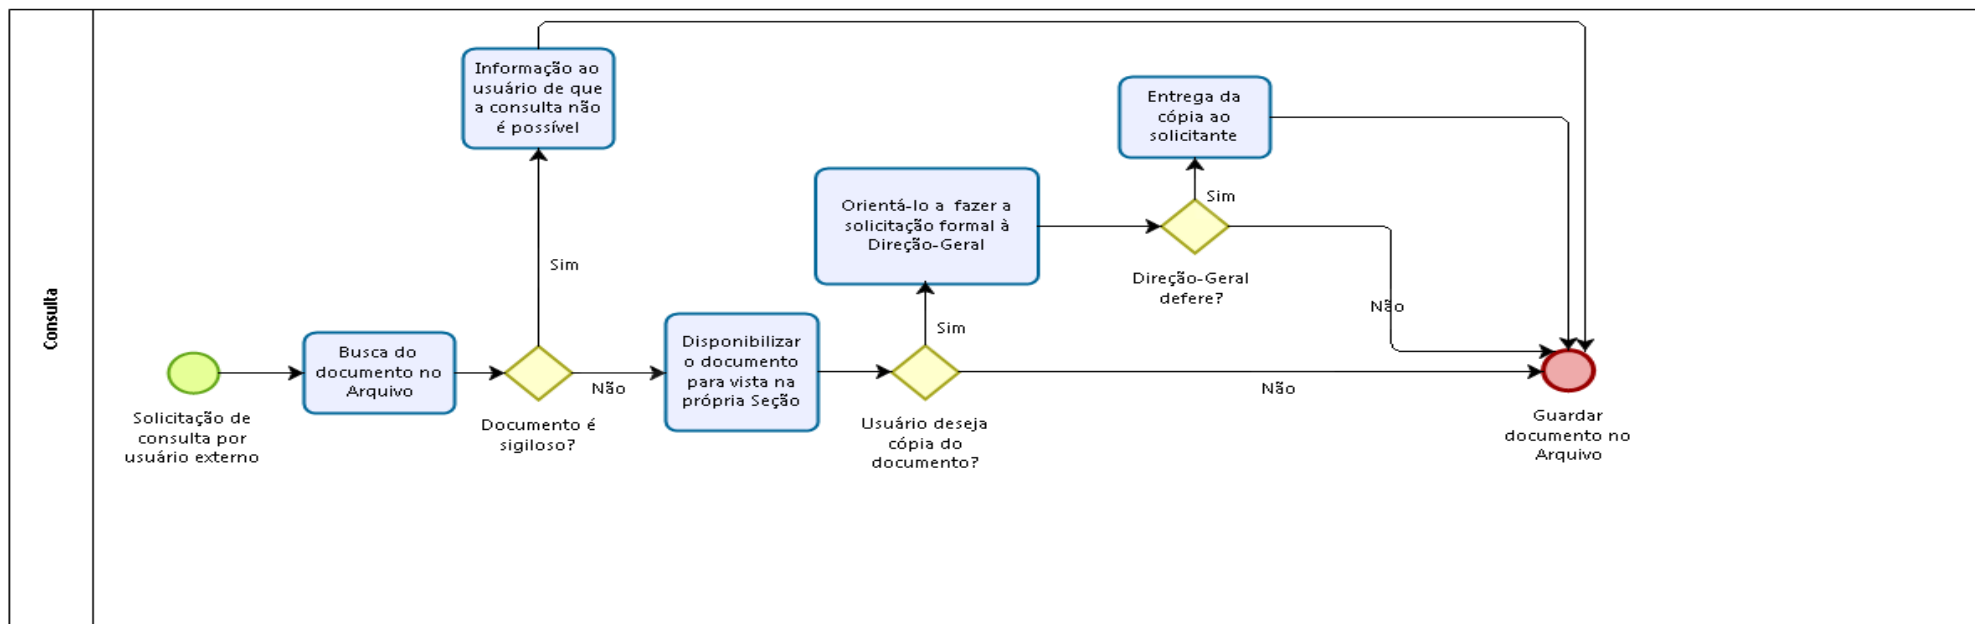 Consulta
Solicitação de
consulta por
usuário externo
Busca do
documento no
Arquivo
Documento é
sigiloso?
Sim
Informação ao
usuário de que
a consulta não
é possível
Não
Disponibilizar
o documento
para vista na
própria Seção
Usuário deseja
cópia do
documento?
Sim
Orientá-lo a  fazer a
solicitação formal à
Direção-Geral
Direção-Geral
defere?
Sim
Entrega da
cópia ao
solicitante
Não
Não
Guardar
documento no
Arquivo